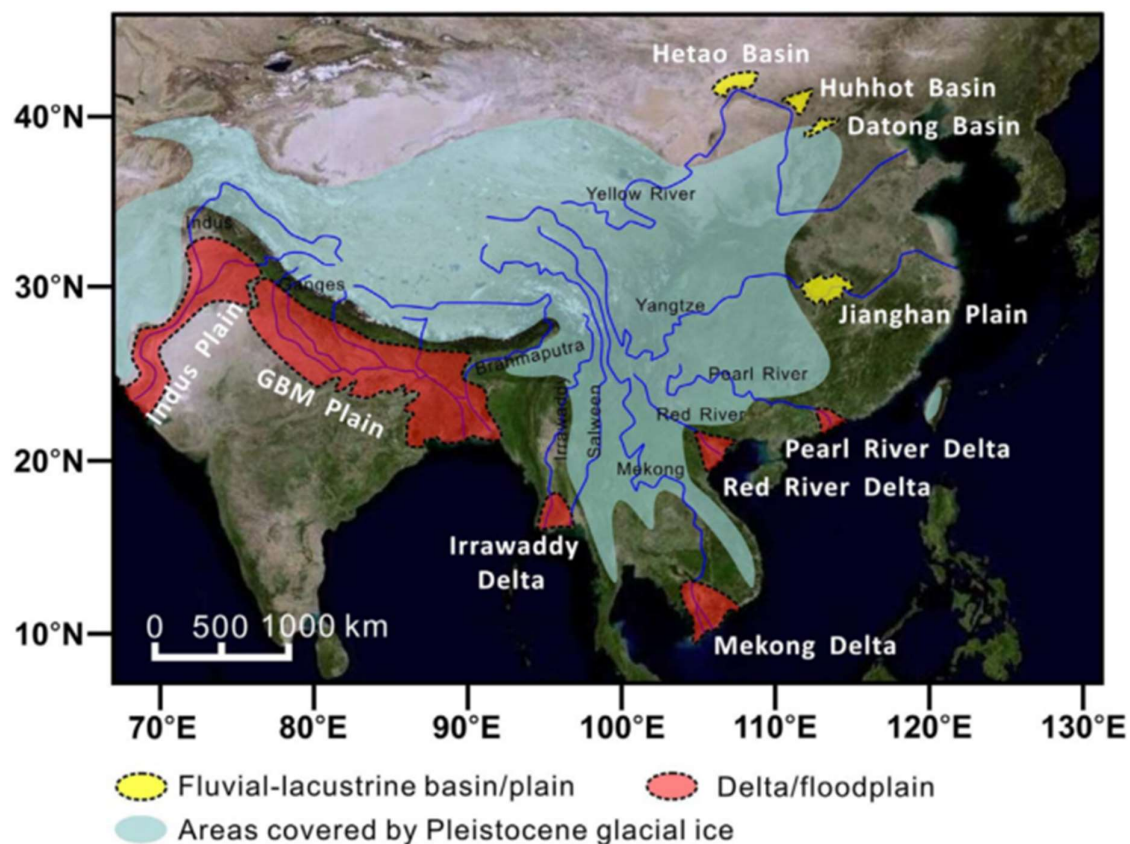 Hetao Basin
Huhhot Basin
40°N
Datong Basin
Yellow River
Indus
30°N
Ganges
Yangtze
Jianghan Plain
Indus Plain
Brahmaputra
GBM Plain
Pearl River
Irrawaddy
Salween
Red River
20°N
Mekong
Pearl River Delta
Red River Delta
Irrawaddy
Delta
0 500 1000 km
10°N
Mekong Delta
70°E 80°E 90°E 100°E 110°E 120°E 130°E
Fluvial-lacustrine basin/plain
Delta/floodplain
Areas covered by Pleistocene glacial ice